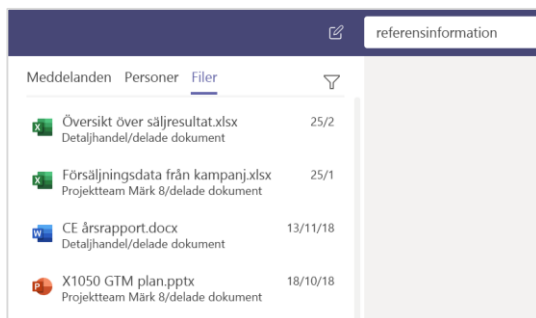 referensinformation
Meddelanden Personer Filer
Översikt över säljresultat.xlsx 25/2
Detaljhandel/delade dokument
Försäljningsdata från kampanj.xlsx 25/1
Projektteam Märk 8/delade dokument
CE årsrapport.docx 13/11/18
Detaljhandel/delade dokument
X1050 GTM plan.pptx 18/10/18
Projektteam Märk 8/delade dokument